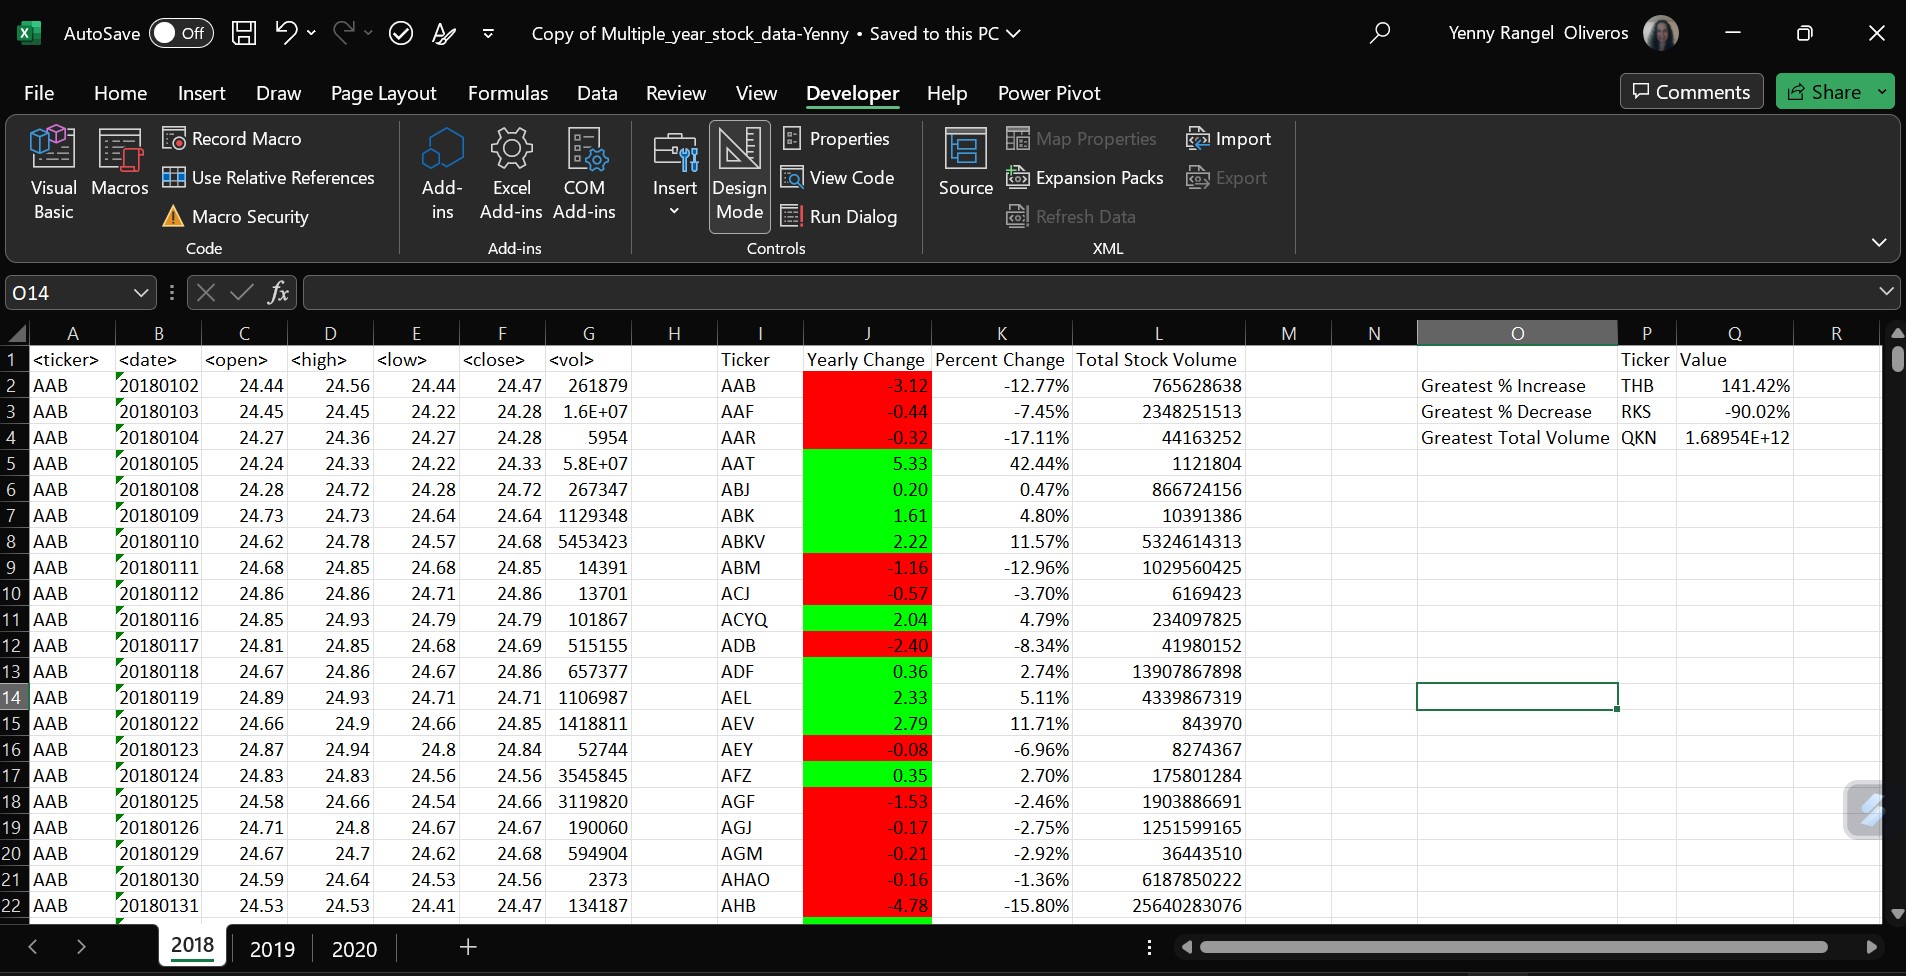 AutoSave Off Copy of Multiple_year_stock_data-Yenny • Saved to this PC Yenny Rangel Oliveros
File Home Insert Draw Page Layout Formulas Data Review View Developer Help Power Pivot Comments Share
Visual Basic
Macros
Record Macro
Use Relative References
Macro Security
Code
Add-ins
Excel Add-ins
COM Add-ins
Add-ins
Insert
Design Mode
Properties
View Code
Run Dialog
Controls
Source
Map Properties
Expansion Packs
Refresh Data
Import
Export
XML
O14 fx
A B C D E F G H I J K L M N O P Q R
1 <ticker> <date> <open> <high> <low> <close> <vol> Ticker Yearly Change Percent Change Total Stock Volume Ticker Value
2 AAB 20180102 24.44 24.56 24.44 24.47 261879 AAB -3.12 -12.77% 765628638 Greatest % Increase THB 141.42%
3 AAB 20180103 24.45 24.45 24.22 24.28 1.6E+07 AAF -0.44 -7.45% 2348251513 Greatest % Decrease RKS -90.02%
4 AAB 20180104 24.27 24.36 24.27 24.28 5954 AAR -0.32 -17.11% 44163252 Greatest Total Volume QKN 1.68954E+12
5 AAB 20180105 24.24 24.33 24.22 24.33 5.8E+07 AAT 5.33 42.44% 1121804
6 AAB 20180108 24.28 24.72 24.28 24.72 267347 ABJ 0.20 0.47% 866724156
7 AAB 20180109 24.73 24.73 24.64 24.64 1129348 ABK 1.61 4.80% 10391386
8 AAB 20180110 24.62 24.78 24.57 24.68 5453423 ABKV 2.22 11.57% 5324614313
9 AAB 20180111 24.68 24.85 24.68 24.85 14391 ABM -1.16 -12.96% 1029560425
10 AAB 20180112 24.86 24.86 24.71 24.86 13701 ACJ -0.57 -3.70% 6169423
11 AAB 20180116 24.85 24.93 24.79 24.79 101867 ACYQ 2.04 4.79% 234097825
12 AAB 20180117 24.81 24.85 24.68 24.69 515155 ADB -2.40 -8.34% 41980152
13 AAB 20180118 24.67 24.86 24.67 24.86 657377 ADF 0.36 2.74% 13907867898
14 AAB 20180119 24.89 24.93 24.71 24.71 1106987 AEL 2.33 5.11% 4339867319
15 AAB 20180122 24.66 24.9 24.66 24.85 1418811 AEV 2.79 11.71% 843970
16 AAB 20180123 24.87 24.94 24.8 24.84 52744 AEY -0.08 -6.96% 8274367
17 AAB 20180124 24.83 24.83 24.56 24.56 3545845 AFZ 0.35 2.70% 175801284
18 AAB 20180125 24.58 24.66 24.54 24.66 3119820 AGF -1.53 -2.46% 1903886691
19 AAB 20180126 24.71 24.8 24.67 24.67 190060 AGJ -0.17 -2.75% 1251599165
20 AAB 20180129 24.67 24.7 24.62 24.68 594904 AGM -0.21 -2.92% 36443510
21 AAB 20180130 24.59 24.64 24.53 24.56 2373 AHAO -0.16 -1.36% 6187850222
22 AAB 20180131 24.53 24.53 24.41 24.47 134187 AHB -4.78 -15.80% 25640283076
2018 2019 2020